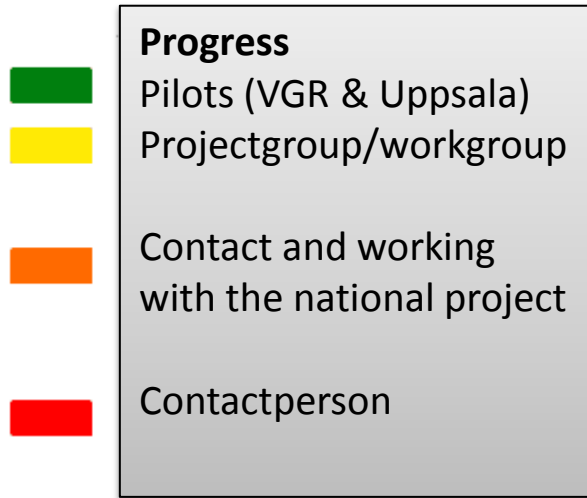 Progress
Pilots (VGR & Uppsala)
Projectgroup/workgroup
Contact and working
with the national project
Contactperson